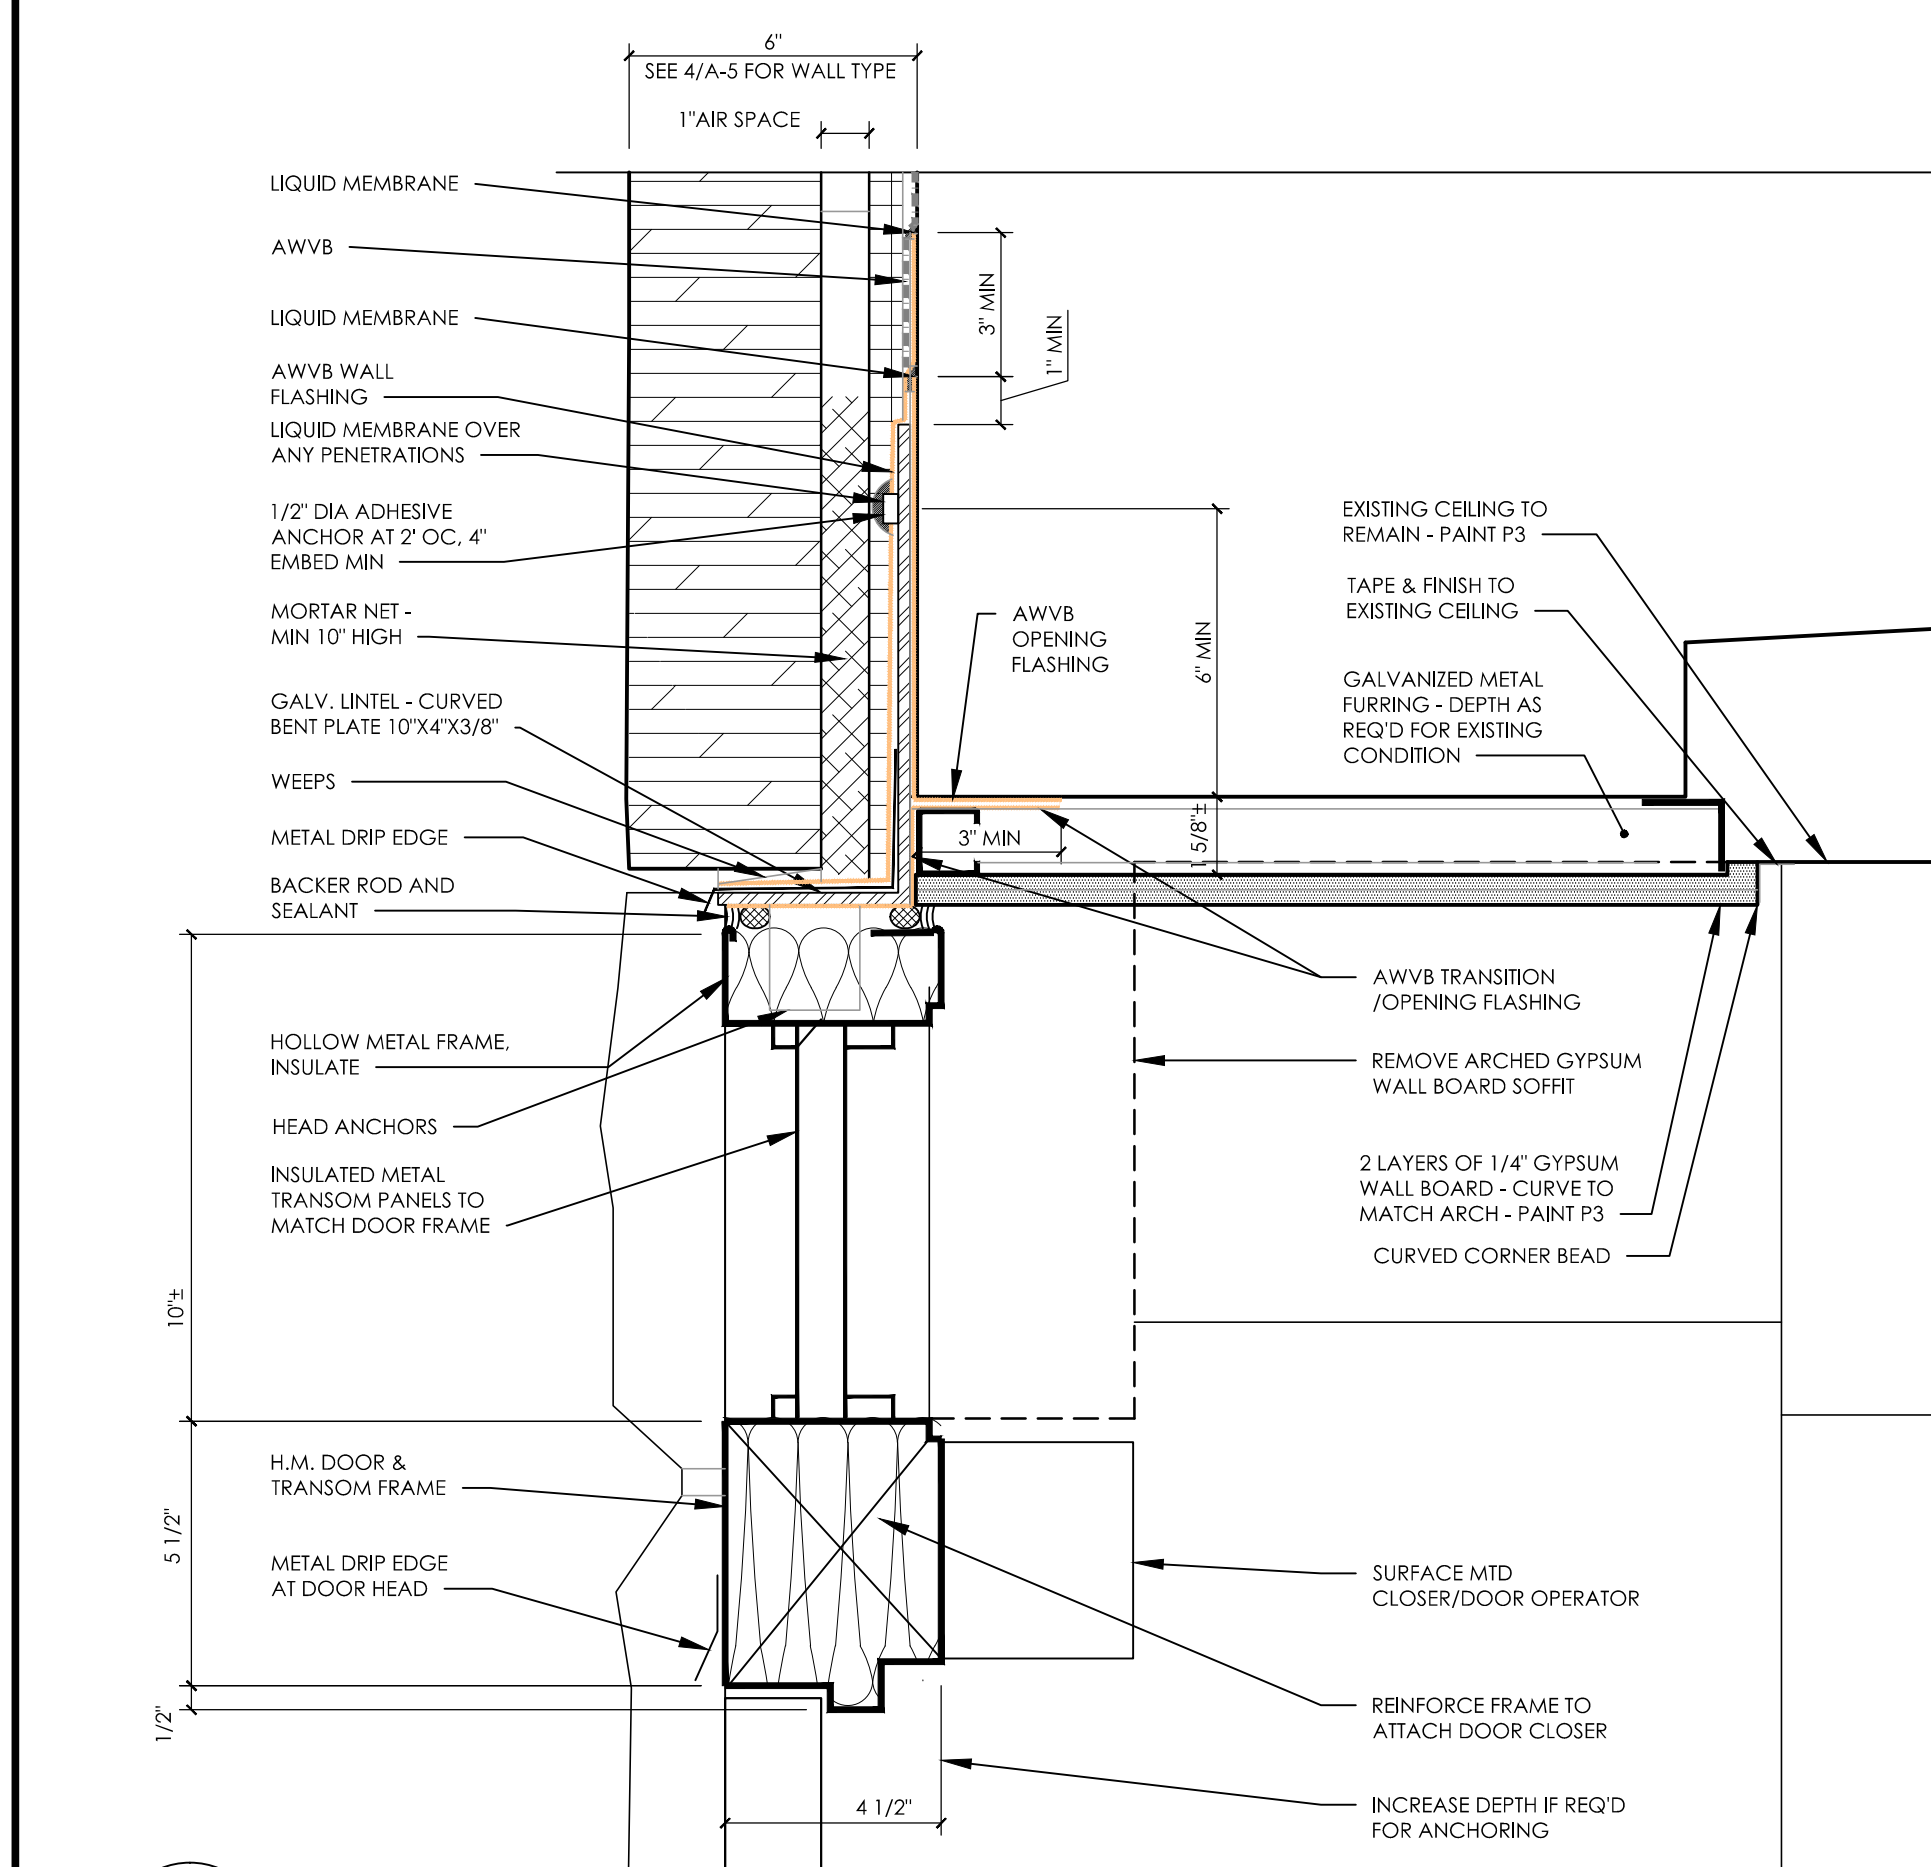 6"
SEE 4/A-5 FOR WALL TYPE
1"AIR SPACE
LIQUID MEMBRANE
AWVB
LIQUID MEMBRANE
AWVB WALL
FLASHING
LIQUID MEMBRANE OVER
ANY PENETRATIONS
1/2" DIA ADHESIVE
ANCHOR AT 2' OC, 4"
EMBED MIN
MORTAR NET -
MIN 10" HIGH
GALV. LINTEL - CURVED
BENT PLATE 10"X4"X3/8"
WEEPS
METAL DRIP EDGE
BACKER ROD AND
SEALANT
HOLLOW METAL FRAME,
INSULATE
HEAD ANCHORS
INSULATED METAL
TRANSOM PANELS TO
MATCH DOOR FRAME
10"±
H.M. DOOR &
TRANSOM FRAME
5 1/2"
METAL DRIP EDGE
AT DOOR HEAD
1/2"
4 1/2"
3" MIN
1" MIN
AWVB
OPENING
FLASHING
6" MIN
3" MIN
1 5/8"±
EXISTING CEILING TO
REMAIN - PAINT P3
TAPE & FINISH TO
EXISTING CEILING
GALVANIZED METAL
FURRING - DEPTH AS
REQ'D FOR EXISTING
CONDITION
AWVB TRANSITION
/OPENING FLASHING
REMOVE ARCHED GYPSUM
WALL BOARD SOFFIT
2 LAYERS OF 1/4" GYPSUM
WALL BOARD - CURVE TO
MATCH ARCH - PAINT P3
CURVED CORNER BEAD
SURFACE MTD
CLOSER/DOOR OPERATOR
REINFORCE FRAME TO
ATTACH DOOR CLOSER
INCREASE DEPTH IF REQ'D
FOR ANCHORING